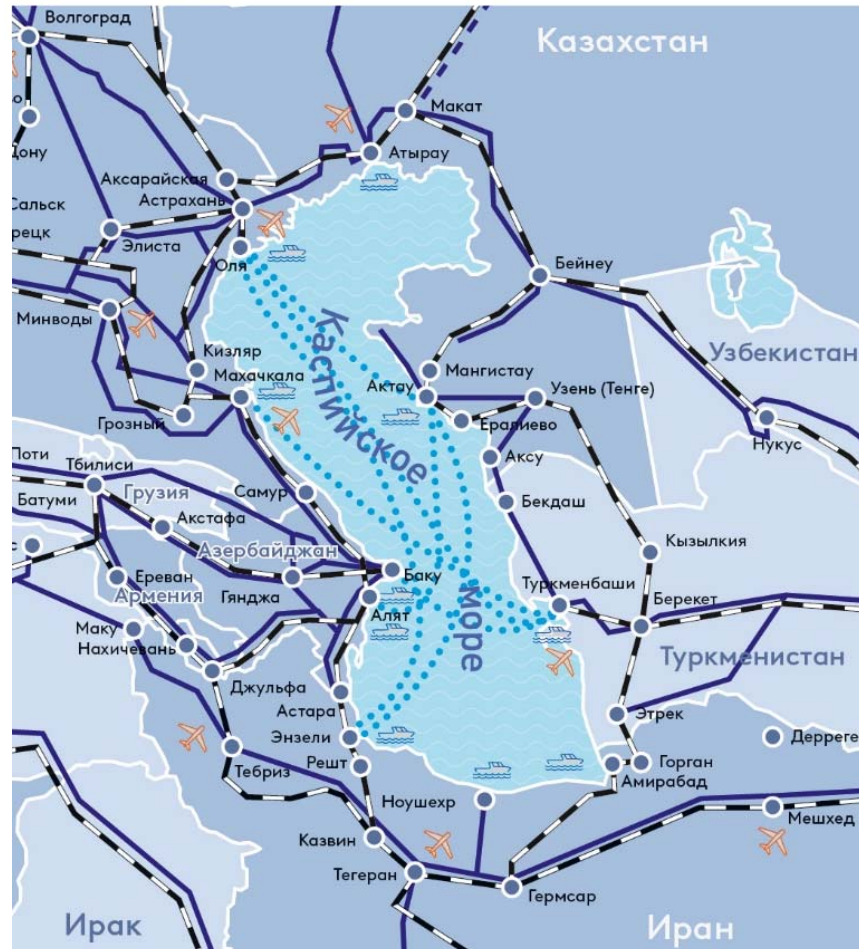 Волгоград
Казахстан
Макат
о
Дону
Атырау
Аксарайская
Астрахань
Сальск
рецк
Элиста
Оля
Бейнеу
Минводы
Каспийское
море
Узбекистан
Кизляр
Мангистау
Махачкала
Актау
Узень (Тенге)
Грозный
Ералиево
Нукус
Поти
Тбилиси
Аксу
Батуми
Грузия
Самур
Бекдаш
Акстафа
с
Азербайджан
Кызылкия
Ереван
Баку
Армения
Гянджа
Туркменбаши
Алят
Берекет
Маку
Нахичевань
Туркменистан
Джульфа
Астара
Этрек
Энзели
Дерреге
Тебриз
Решт
Горган
Амирабад
Ноушехр
Мешхед
Казвин
Тегеран
Гермсар
Ирак
Иран